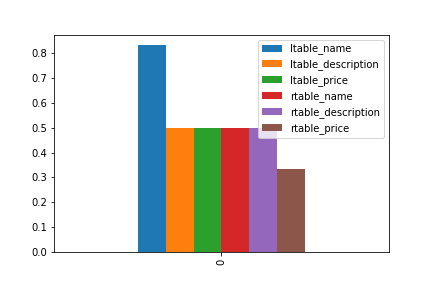 0.8
0.7
0.6
0.5
0.4
0.3
0.2
0.1
0.0
0
ltable_name
ltable_description
ltable_price
rtable_name
rtable_description
rtable_price